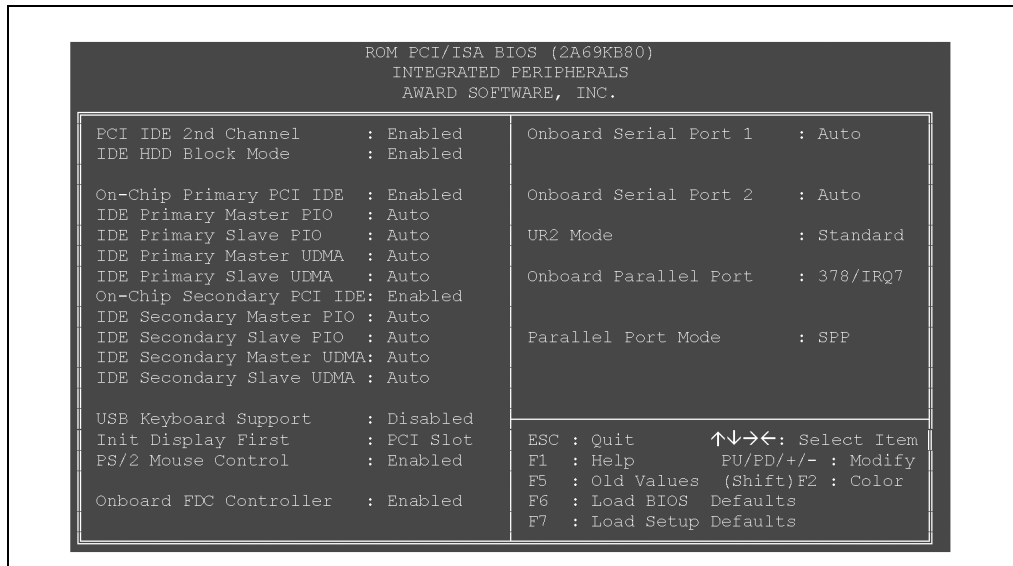 ROM PCI/ISA BIOS (2A69KB80)
INTEGRATED PERIPHERALS
AWARD SOFTWARE, INC.
PCI IDE 2nd Channel : Enabled
IDE HDD Block Mode : Enabled
On-Chip Primary PCI IDE : Enabled
IDE Primary Master PIO : Auto
IDE Primary Slave PIO : Auto
IDE Primary Master UDMA : Auto
IDE Primary Slave UDMA : Auto
On-Chip Secondary PCI IDE: Enabled
IDE Secondary Master PIO : Auto
IDE Secondary Slave PIO : Auto
IDE Secondary Master UDMA: Auto
IDE Secondary Slave UDMA : Auto
USB Keyboard Support : Disabled
Init Display First : PCI Slot
PS/2 Mouse Control : Enabled
Onboard FDC Controller : Enabled
Onboard Serial Port 1 : Auto
Onboard Serial Port 2 : Auto
UR2 Mode : Standard
Onboard Parallel Port : 378/IRQ7
Parallel Port Mode : SPP
ESC : Quit ↑↓→←: Select Item
F1 : Help PU/PD/+/- : Modify
F5 : Old Values (Shift)F2 : Color
F6 : Load BIOS Defaults
F7 : Load Setup Defaults